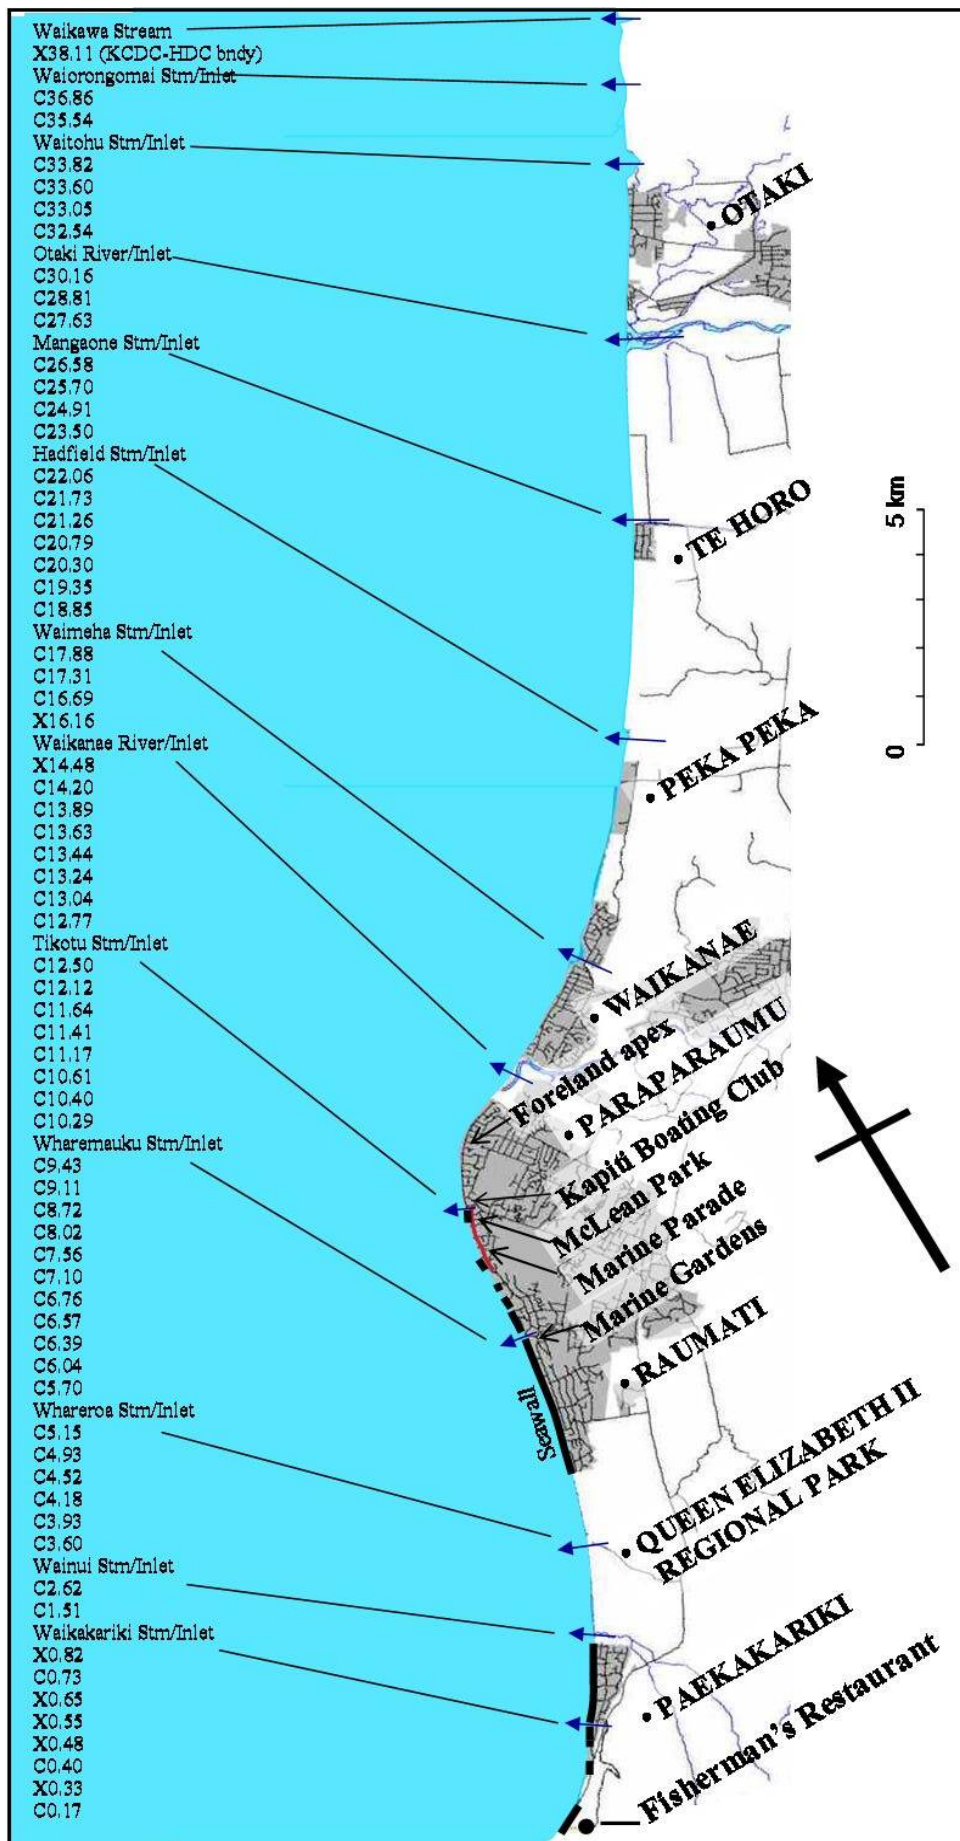 Waikawa Stream
X38.11 (KCDC-HDC bndy)
Waiorongomai Stm/Inlet
C36.86
C35.54
Waitohu Stm/Inlet
C33.82
C33.60
C33.05
C32.54
Otaki River/Inlet
C30.16
C28.81
C27.63
Mangaone Stm/Inlet
C26.58
C25.70
C24.91
C23.50
Hadfield Stm/Inlet
C22.06
C21.73
C21.26
C20.79
C20.30
C19.35
C18.85
Waimeha Stm/Inlet
C17.88
C17.31
C16.69
X16.16
Waikanae River/Inlet
X14.48
C14.20
C13.89
C13.63
C13.44
C13.24
C13.04
C12.77
Tikotu Stm/Inlet
C12.50
C12.12
C11.64
C11.41
C11.17
C10.61
C10.40
C10.29
Wharemauku Stm/Inlet
C9.43
C9.11
C8.72
C8.02
C7.56
C7.10
C6.76
C6.57
C6.39
C6.04
C5.70
Whareroa Stm/Inlet
C5.15
C4.93
C4.52
C4.18
C3.93
C3.60
Wainui Stm/Inlet
C2.62
C1.51
Waikakariki Stm/Inlet
X0.82
C0.73
X0.65
X0.55
X0.48
C0.40
X0.33
C0.17
OTAKI
TE HORO
PEKA PEKA
WAIKANAE
Foreland apex
PARAPARAUMU
Kapiti Boating Club
McLean Park
Marine Parade
Marine Gardens
RAUMATI
Seawall
QUEEN ELIZABETH II
REGIONAL PARK
PAEKAKARIKI
Fisherman's Restaurant
5 km
0